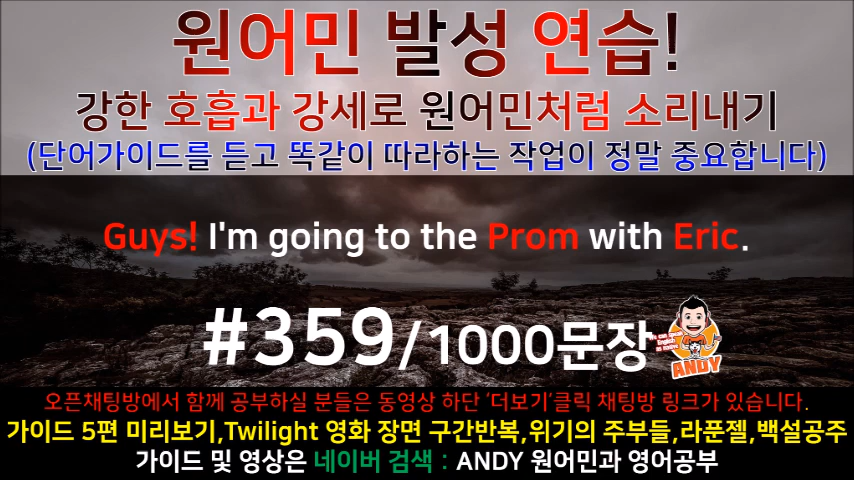 원어민 발성 연습!
강한 호흡과 강세로 원어민처럼 소리내기
(단어가이드를 듣고 똑같이 따라하는 작업이 정말 중요합니다)
Guys! I'm going to the Prom with Eric.
#359/1000문장
ANDY
오픈채팅방에서 함께 공부하실 분들은 동영상 하단 '더보기'클릭 채팅방 링크가 있습니다.
가이드 5편 미리보기,Twilight 영화 장면 구간반복,위기의 주부들,라푼젤,백설공주
가이드 및 영상은 네이버 검색 : ANDY 원어민과 영어공부